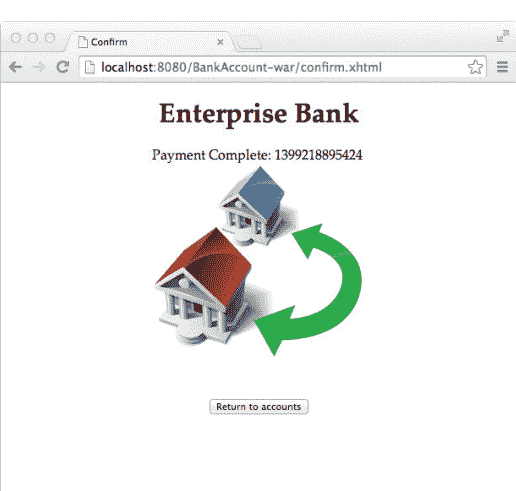 Confirm
localhost:8080/BankAccount-war/confirm.xhtml
Enterprise Bank
Payment Complete: 1399218895424
Return to accounts